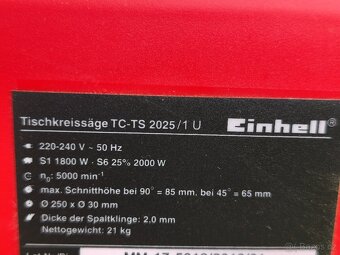 Tischkreissäge TC-TS 2025/1 U
Einhell®
220-240 V ~ 50 Hz
S1 1800 W · S6 25% 2000 W
n₀: 5000 min⁻¹
max. Schnitthöhe bei 90° = 85 mm. bei 45° = 65 mm
Ø 250 x Ø 30 mm
Dicke der Spaltklinge: 2,0 mm
Nettogewicht: 21 kg